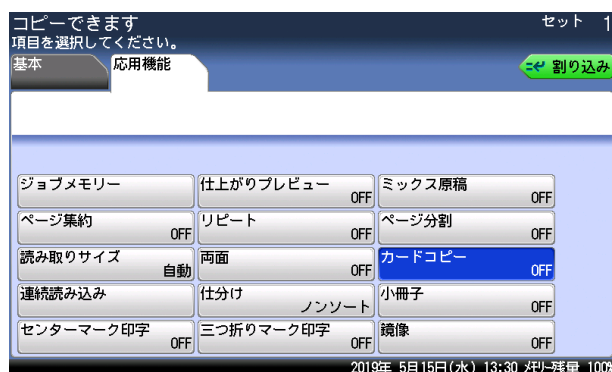 コピーできます
セット 1
項目を選択してください。
基本
応用機能
割り込み
ジョブメモリー
仕上がりプレビュー OFF
ミックス原稿 OFF
ページ集約 OFF
リピート OFF
ページ分割 OFF
読み取りサイズ 自動
両面 OFF
カードコピー OFF
連続読み込み
仕分け ノンソート
小冊子 OFF
センターマーク印字 OFF
三つ折りマーク印字 OFF
鏡像 OFF
2019年 5月15日(水) 13:30 メモリー残量 100%